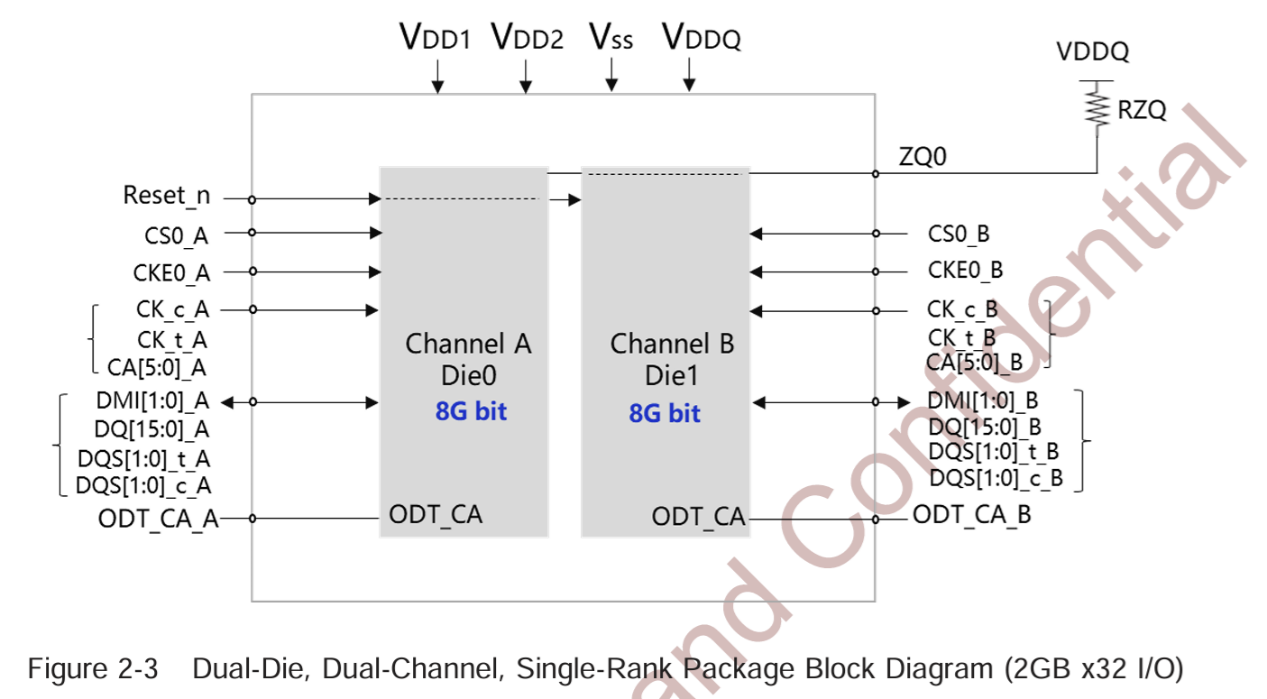 VDD1 VDD2 Vss VDDQ
VDDQ
RZQ
ZQ0
Reset_n
CS0_A
CKE0_A
CK_c_A
CK_t_A
CA[5:0]_A
DMI[1:0]_A
DQ[15:0]_A
DQS[1:0]_t_A
DQS[1:0]_c_A
ODT_CA_A
Channel A
Die0
8G bit
ODT_CA
Channel B
Die1
8G bit
ODT_CA
CS0_B
CKE0_B
CK_c_B
CK_t_B
CA[5:0]_B
DMI[1:0]_B
DQ[15:0]_B
DQS[1:0]_t_B
DQS[1:0]_c_B
ODT_CA_B
and Confidential
Figure 2-3 Dual-Die, Dual-Channel, Single-Rank Package Block Diagram (2GB x32 I/O)